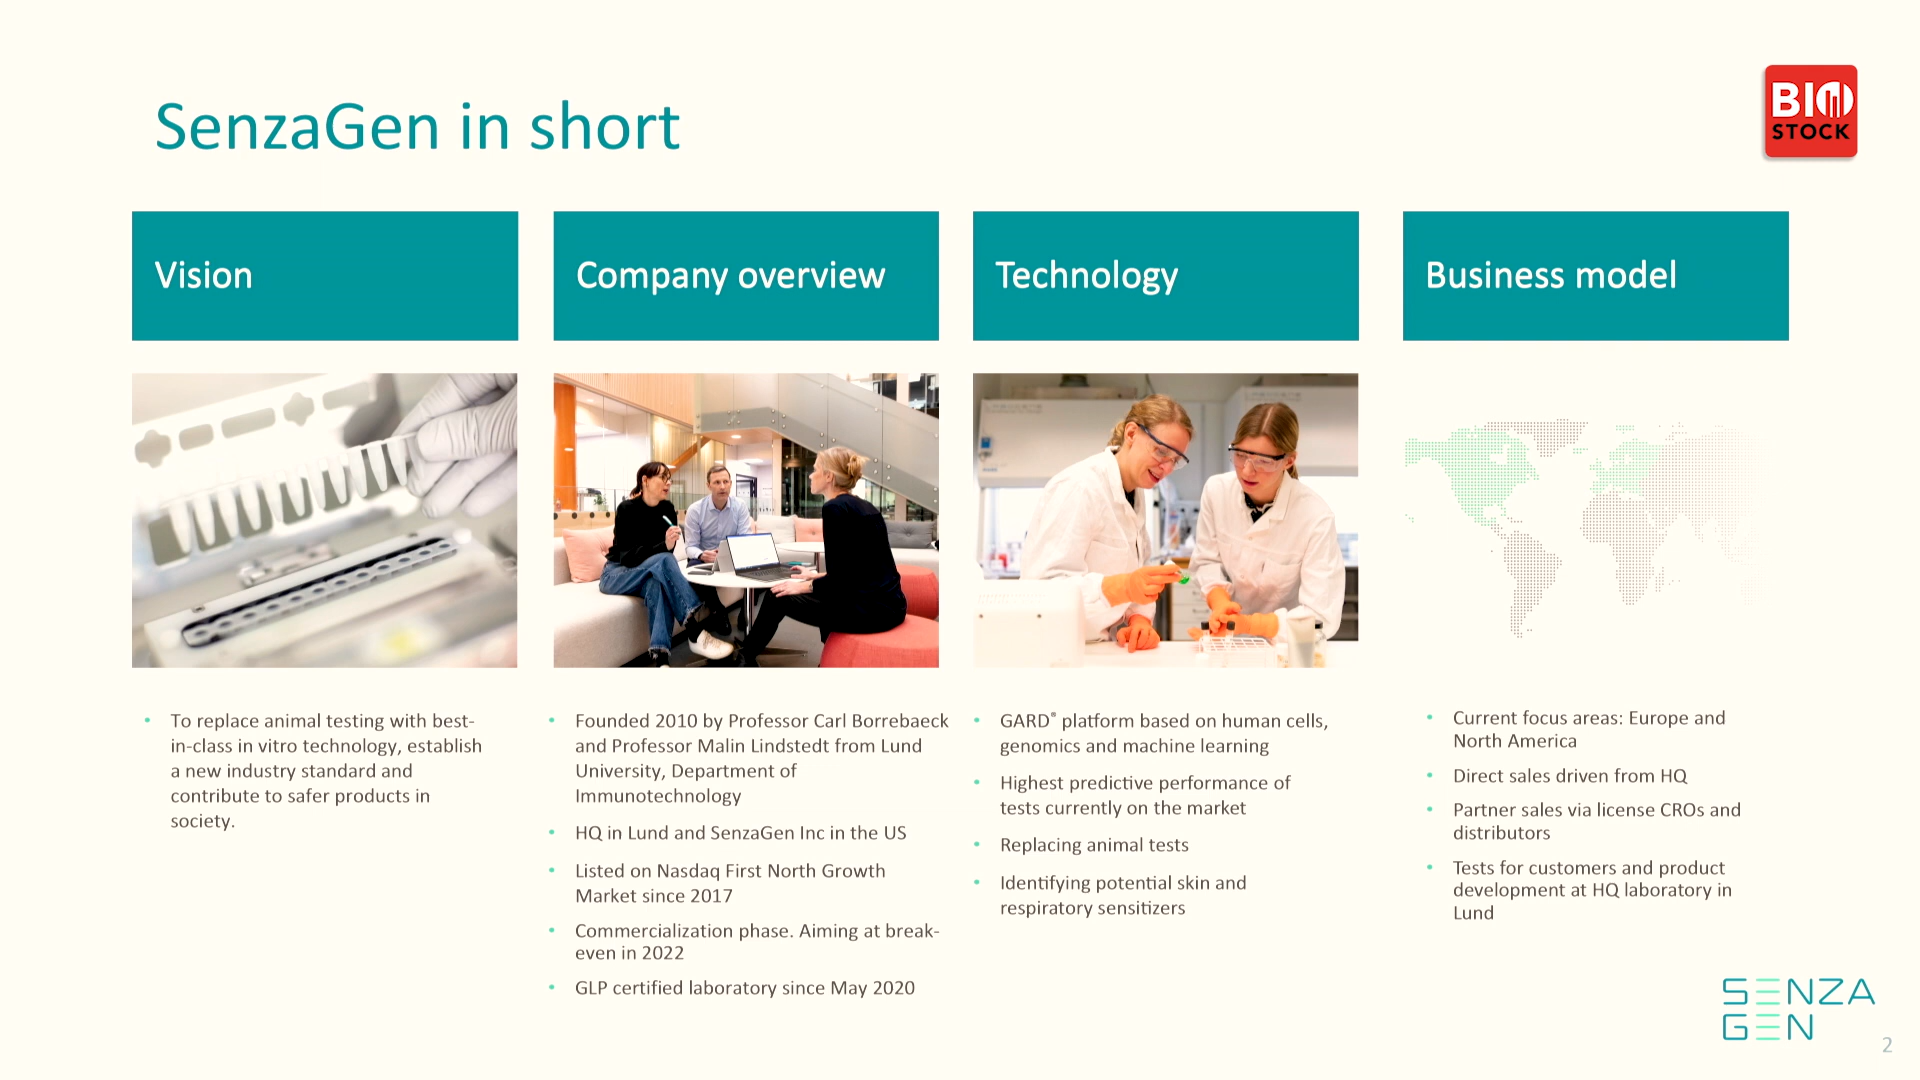 SenzaGen in short
BIO
STOCK
Vision
Company overview
Technology
Business model
• To replace animal testing with best-
in-class in vitro technology, establish
a new industry standard and
contribute to safer products in
society.
• Founded 2010 by Professor Carl Borrebaeck
and Professor Malin Lindstedt from Lund
University, Department of
Immunotechnology
• HQ in Lund and SenzaGen Inc in the US
• Listed on Nasdaq First North Growth
Market since 2017
• Commercialization phase. Aiming at break-
even in 2022
• GLP certified laboratory since May 2020
• GARD® platform based on human cells,
genomics and machine learning
• Highest predictive performance of
tests currently on the market
• Replacing animal tests
• Identifying potential skin and
respiratory sensitizers
• Current focus areas: Europe and
North America
• Direct sales driven from HQ
• Partner sales via license CROs and
distributors
• Tests for customers and product
development at HQ laboratory in
Lund
SENZA
GEN
2